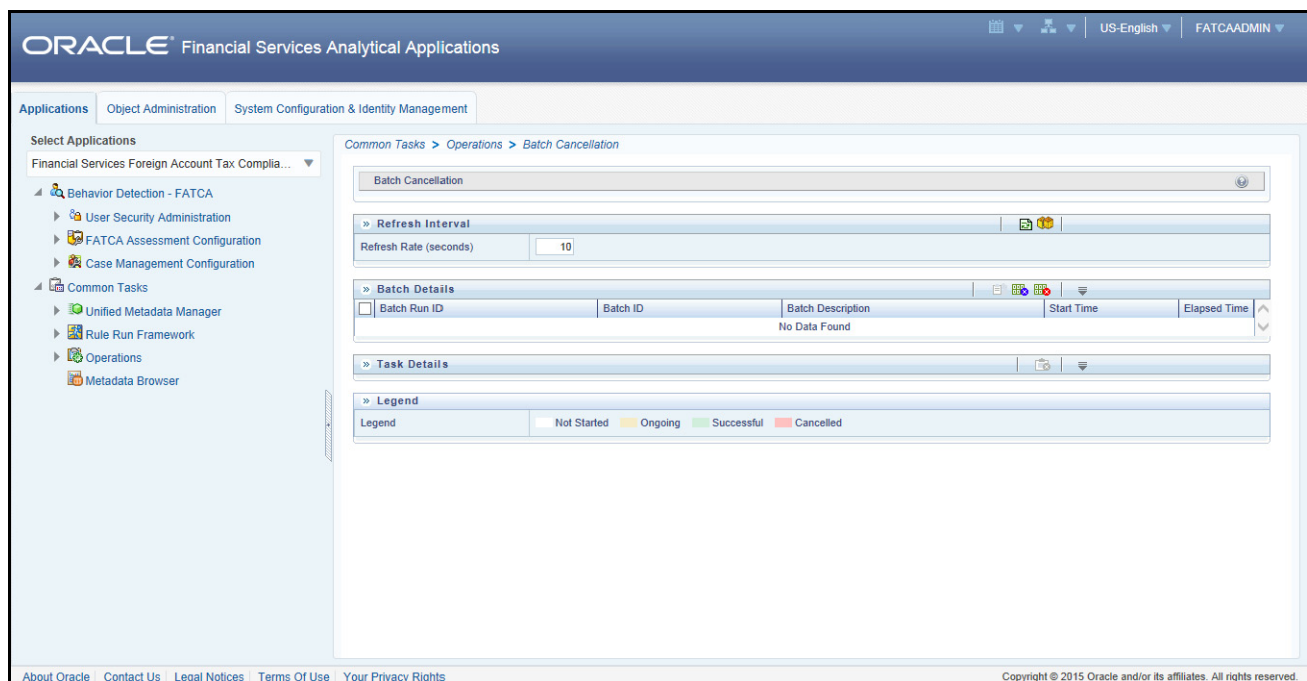 US-English FATCAADMIN
ORACLE® Financial Services Analytical Applications
Applications Object Administration System Configuration & Identity Management
Select Applications
Financial Services Foreign Account Tax Complia...
Behavior Detection - FATCA
User Security Administration
FATCA Assessment Configuration
Case Management Configuration
Common Tasks
Unified Metadata Manager
Rule Run Framework
Operations
Metadata Browser
Common Tasks > Operations > Batch Cancellation
Batch Cancellation
» Refresh Interval
Refresh Rate (seconds) 10
» Batch Details
Batch Run ID Batch ID Batch Description Start Time Elapsed Time
No Data Found
» Task Details
» Legend
Legend Not Started Ongoing Successful Cancelled
About Oracle Contact Us Legal Notices Terms Of Use Your Privacy Rights Copyright © 2015 Oracle and/or its affiliates. All rights reserved.